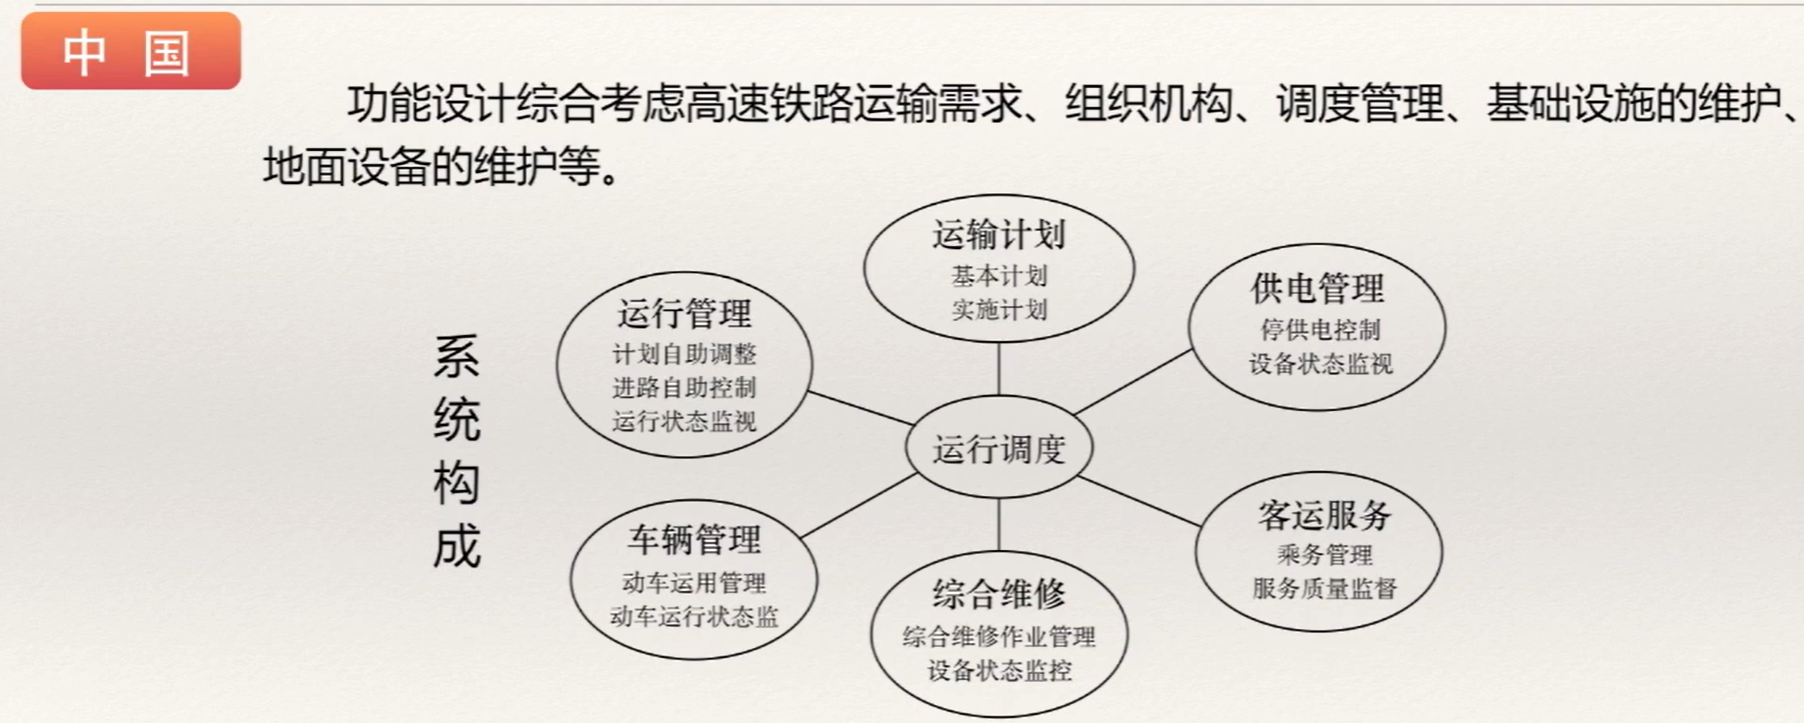 中 国
功能设计综合考虑高速铁路运输需求、组织机构、调度管理、基础设施的维护、
地面设备的维护等。
系统构成
运输计划
基本计划
实施计划
供电管理
停供电控制
设备状态监视
运行管理
计划自助调整
进路自助控制
运行状态监视
运行调度
车辆管理
动车运用管理
动车运行状态监
综合维修
综合维修作业管理
设备状态监控
客运服务
乘务管理
服务质量监督